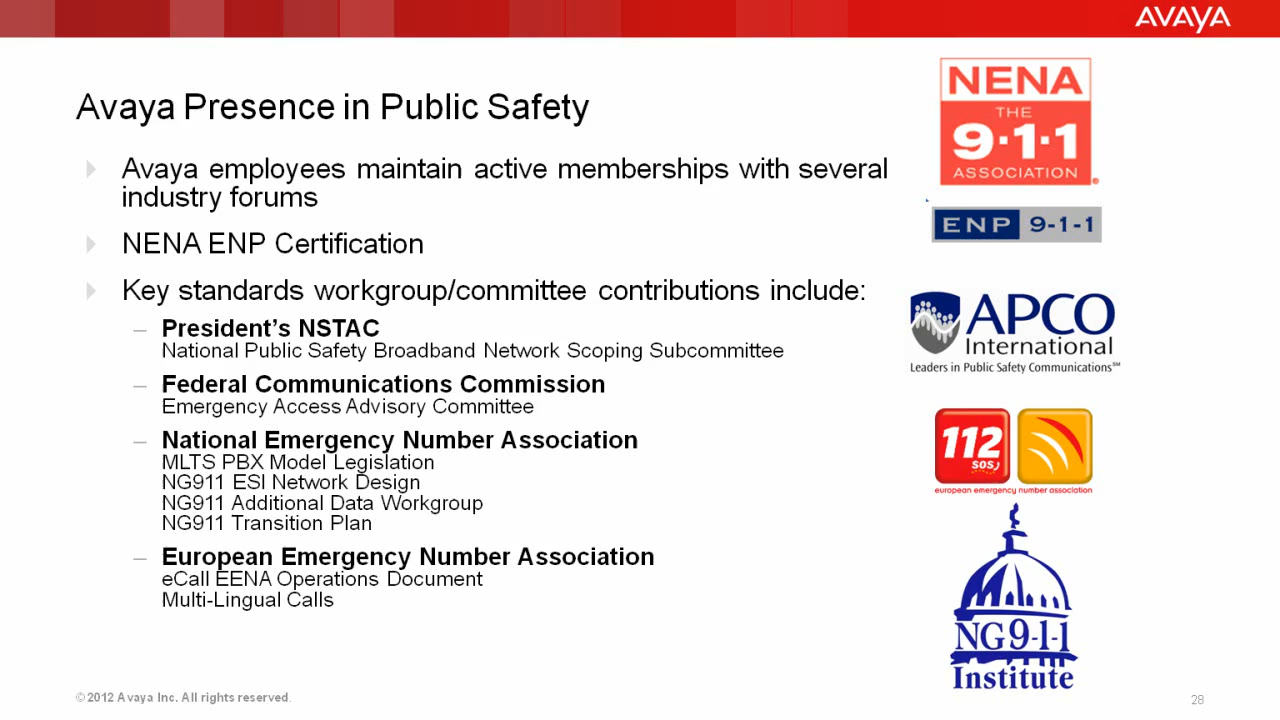 AVAYA
Avaya Presence in Public Safety
Avaya employees maintain active memberships with several
industry forums
NENA ENP Certification
Key standards workgroup/committee contributions include:
– President’s NSTAC
National Public Safety Broadband Network Scoping Subcommittee
– Federal Communications Commission
Emergency Access Advisory Committee
– National Emergency Number Association
MLTS PBX Model Legislation
NG911 ESI Network Design
NG911 Additional Data Workgroup
NG911 Transition Plan
– European Emergency Number Association
eCall EENA Operations Document
Multi-Lingual Calls
NENA
THE
9·1·1
ASSOCIATION®
ENP 9-1-1
APCO
International
Leaders in Public Safety Communications℠
112
SOS
european emergency number association
NG9-1-1
Institute
© 2012 Avaya Inc. All rights reserved.
28